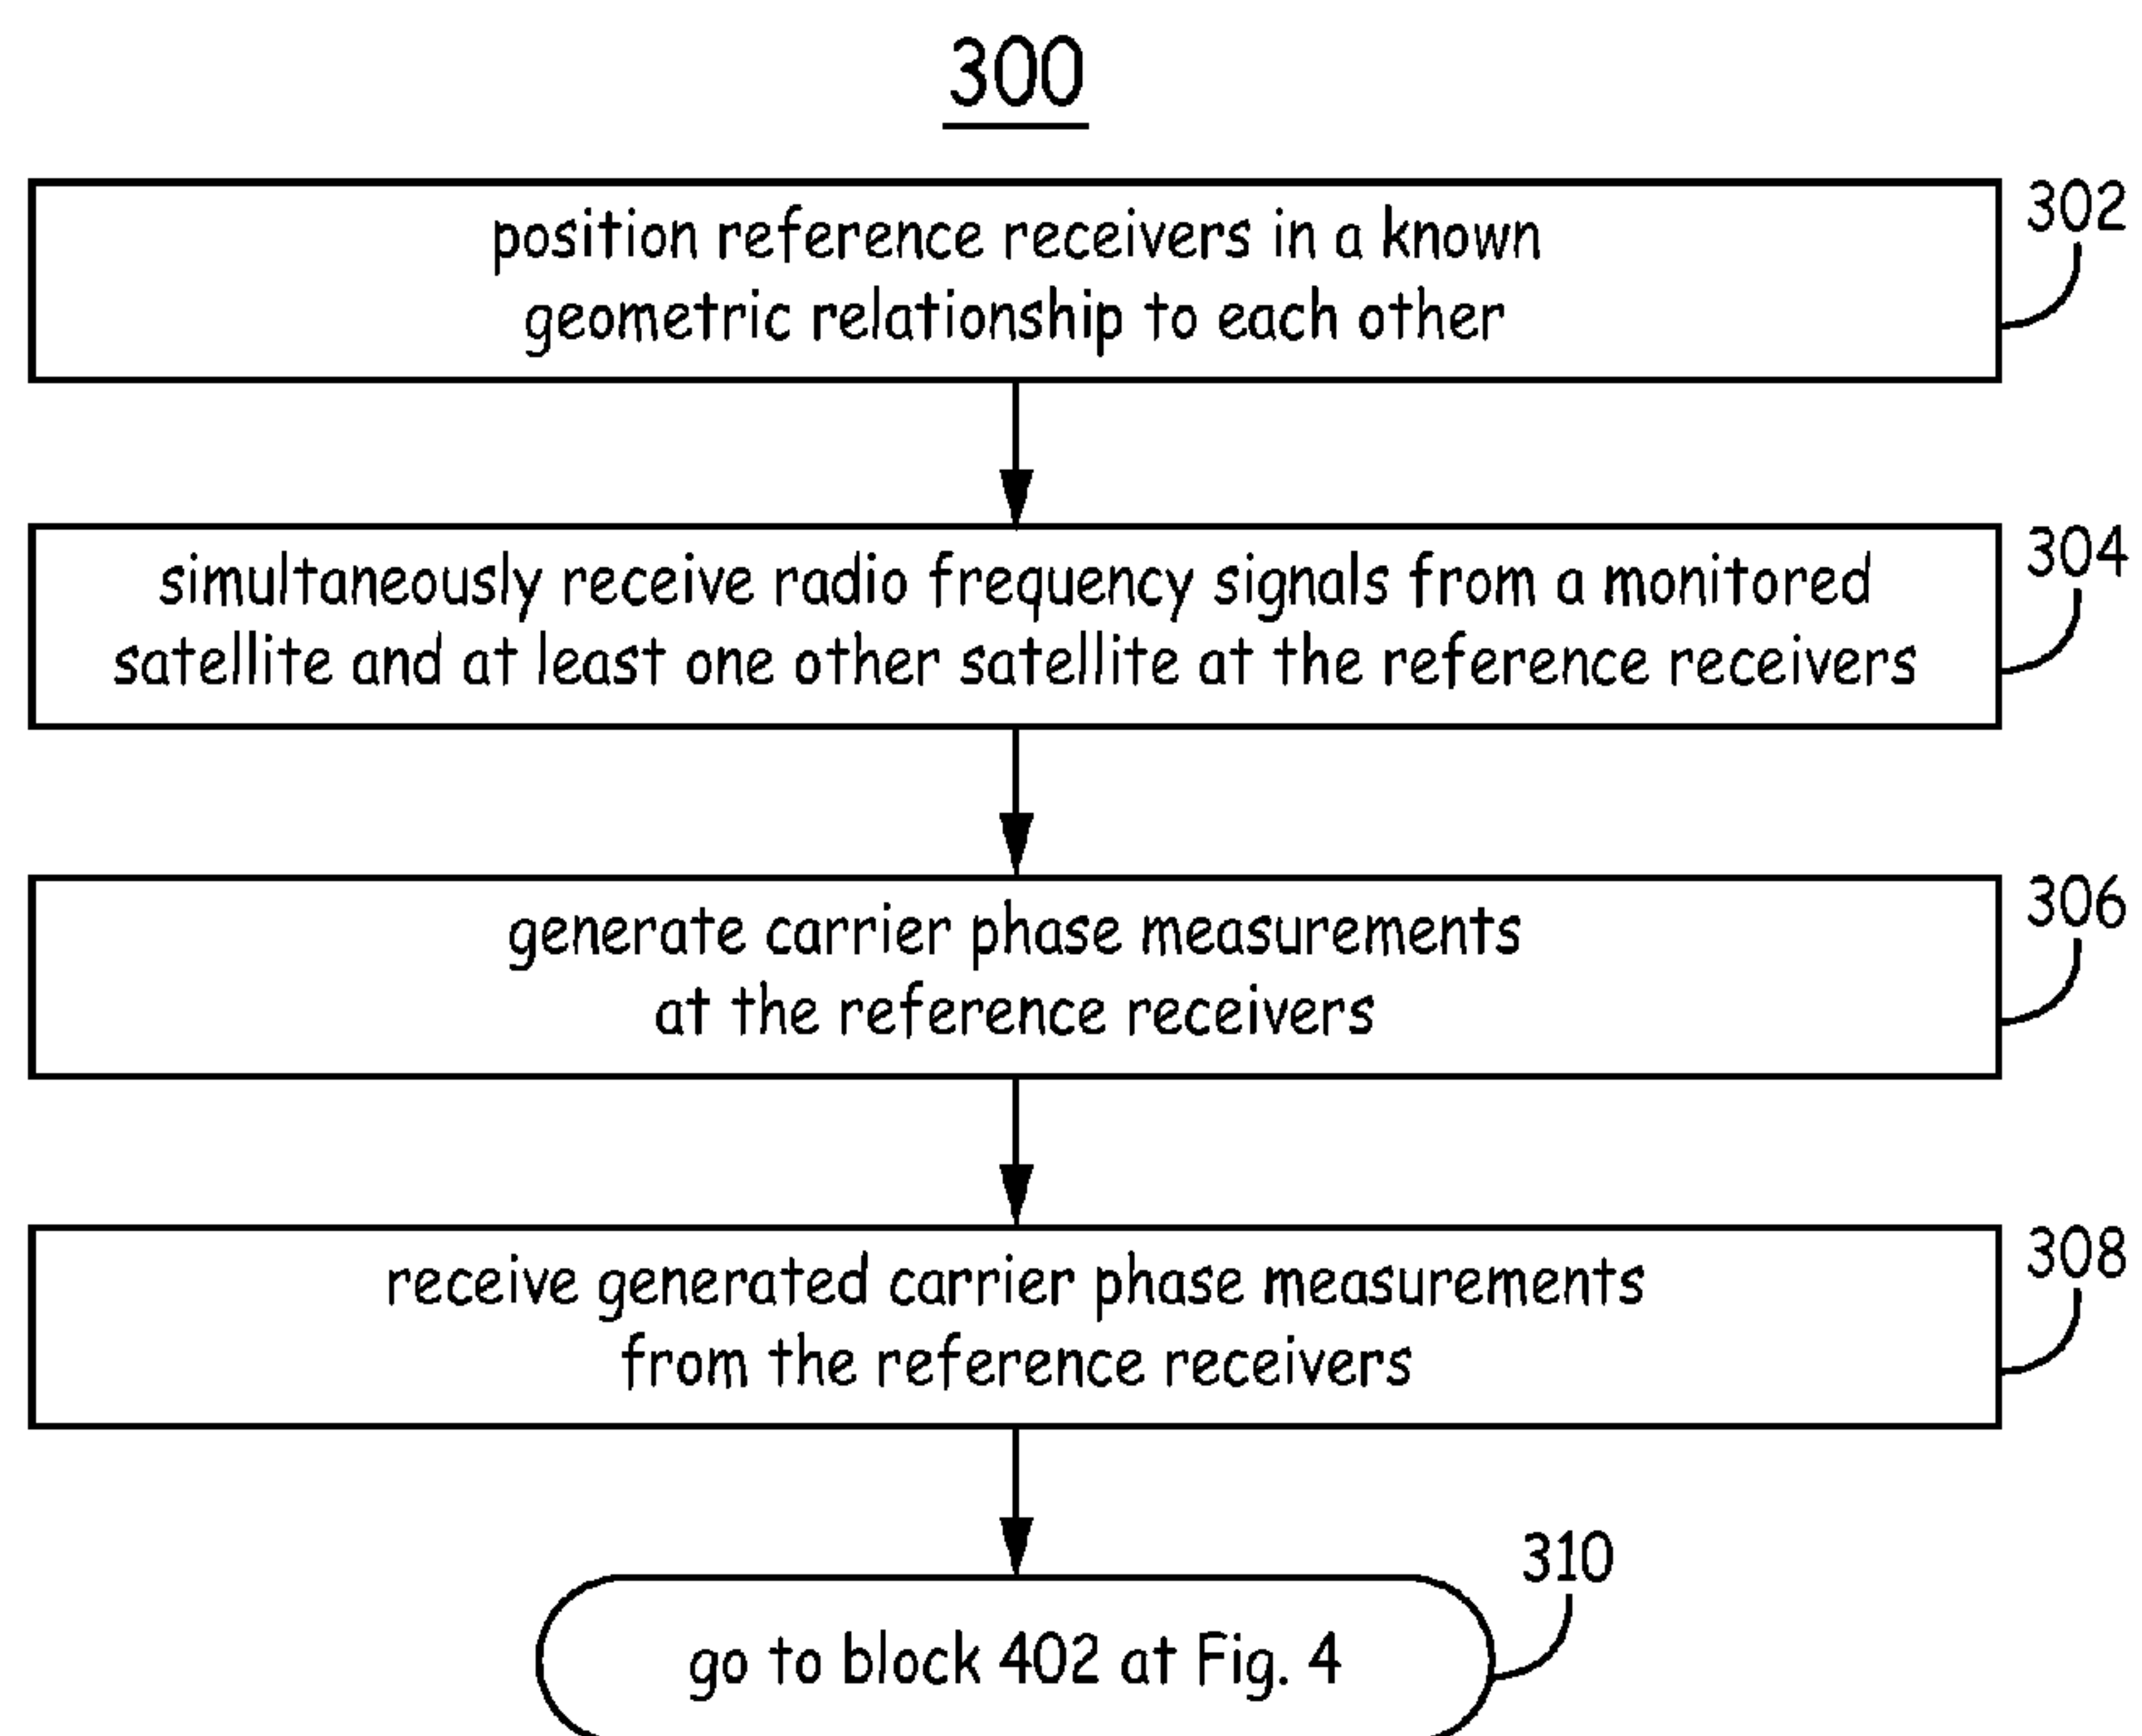 300
302
position reference receivers in a known
geometric relationship to each other
304
simultaneously receive radio frequency signals from a monitored
satellite and at least one other satellite at the reference receivers
306
generate carrier phase measurements
at the reference receivers
308
receive generated carrier phase measurements
from the reference receivers
310
go to block 402 at Fig. 4